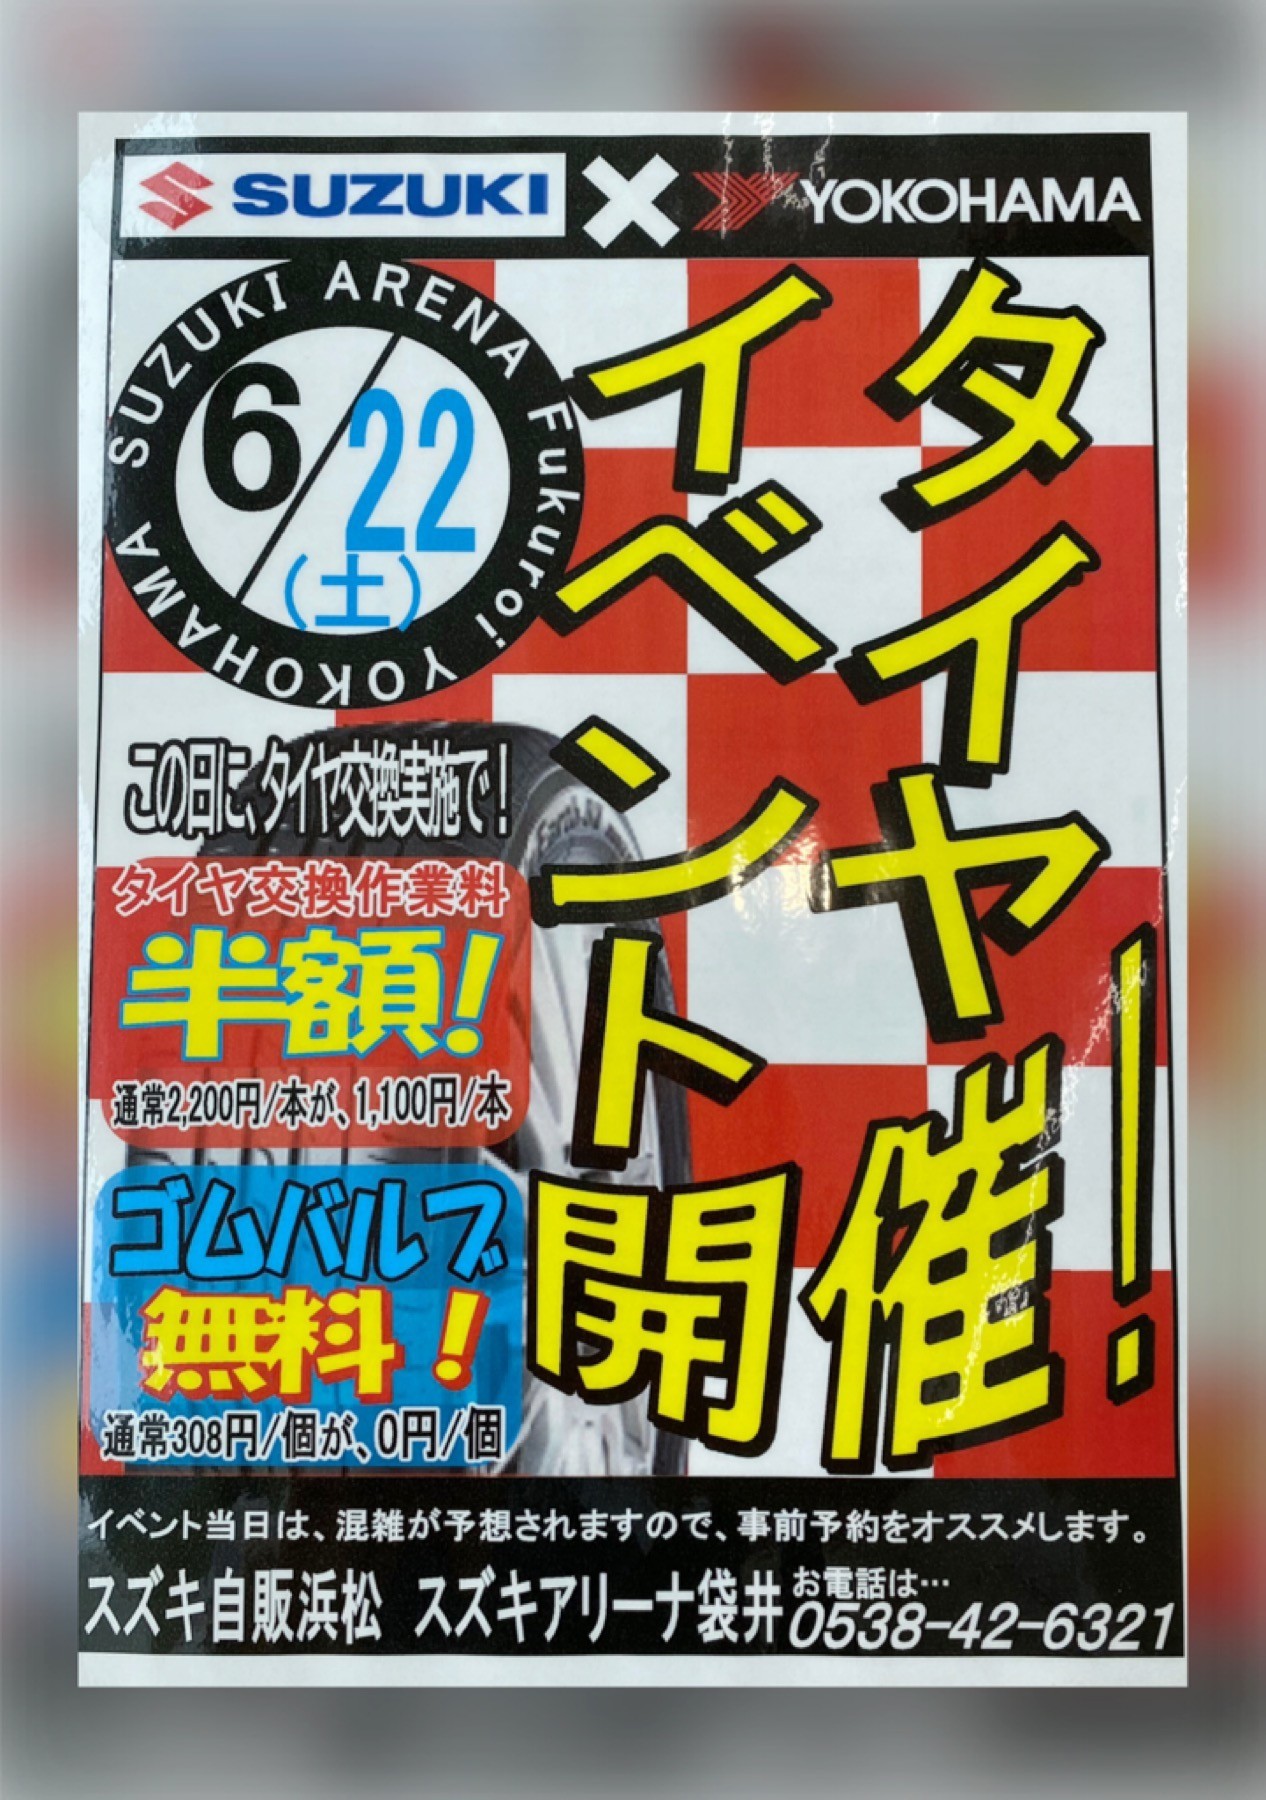 SUZUKI × YOKOHAMA
SUZUKI ARENA Fukuroi YOKOHAMA
6/22
(土)
タイヤ
イベント開催!
この日に、タイヤ交換実施で!
タイヤ交換作業料
半額!
通常2,200円/本が、1,100円/本
ゴムバルブ
無料!
通常308円/個が、0円/個
イベント当日は、混雑が予想されますので、事前予約をオススメします。
スズキ自販浜松 スズキアリーナ袋井
お電話は…
0538-42-6321